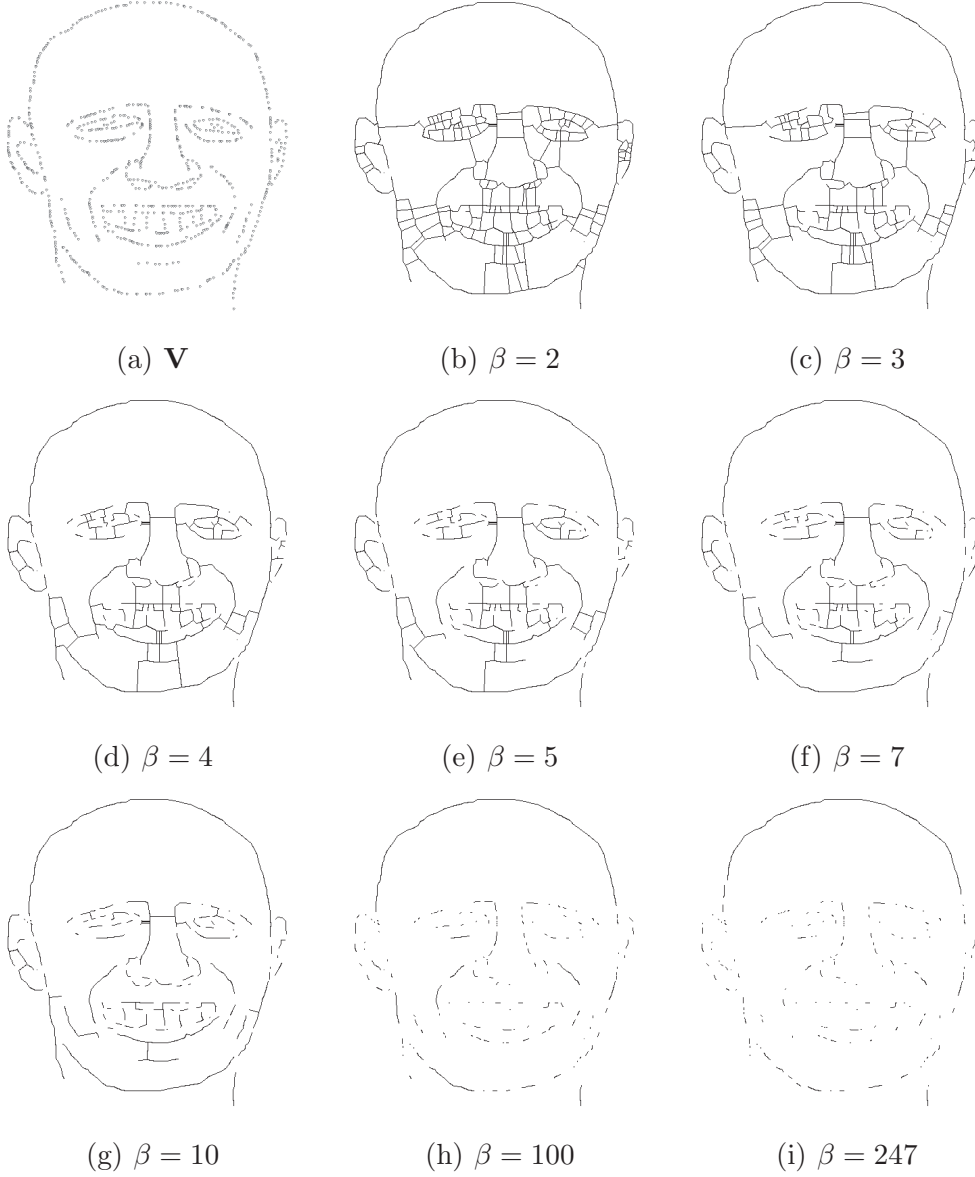 (a) V
(b) β = 2
(c) β = 3
(d) β = 4
(e) β = 5
(f) β = 7
(g) β = 10
(h) β = 100
(i) β = 247